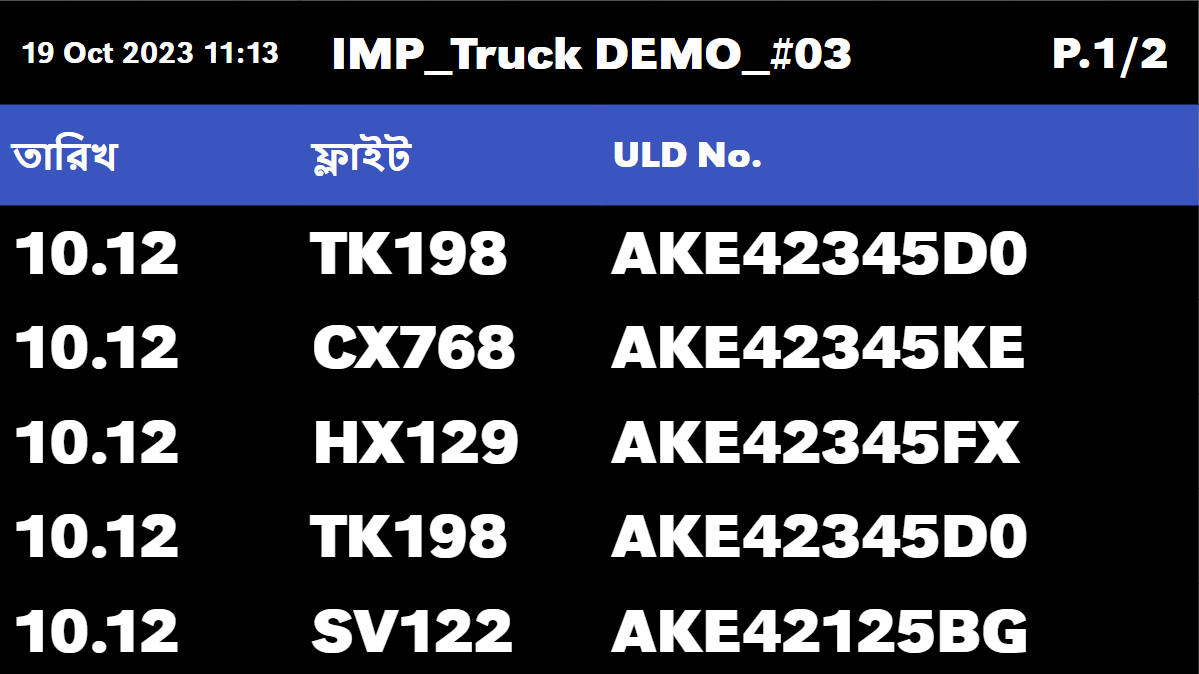 19 Oct 2023 11:13 IMP_Truck DEMO_#03 P.1/2
তারিখ ফ্লাইট ULD No.
10.12 TK198 AKE42345D0
10.12 CX768 AKE42345KE
10.12 HX129 AKE42345FX
10.12 TK198 AKE42345D0
10.12 SV122 AKE42125BG